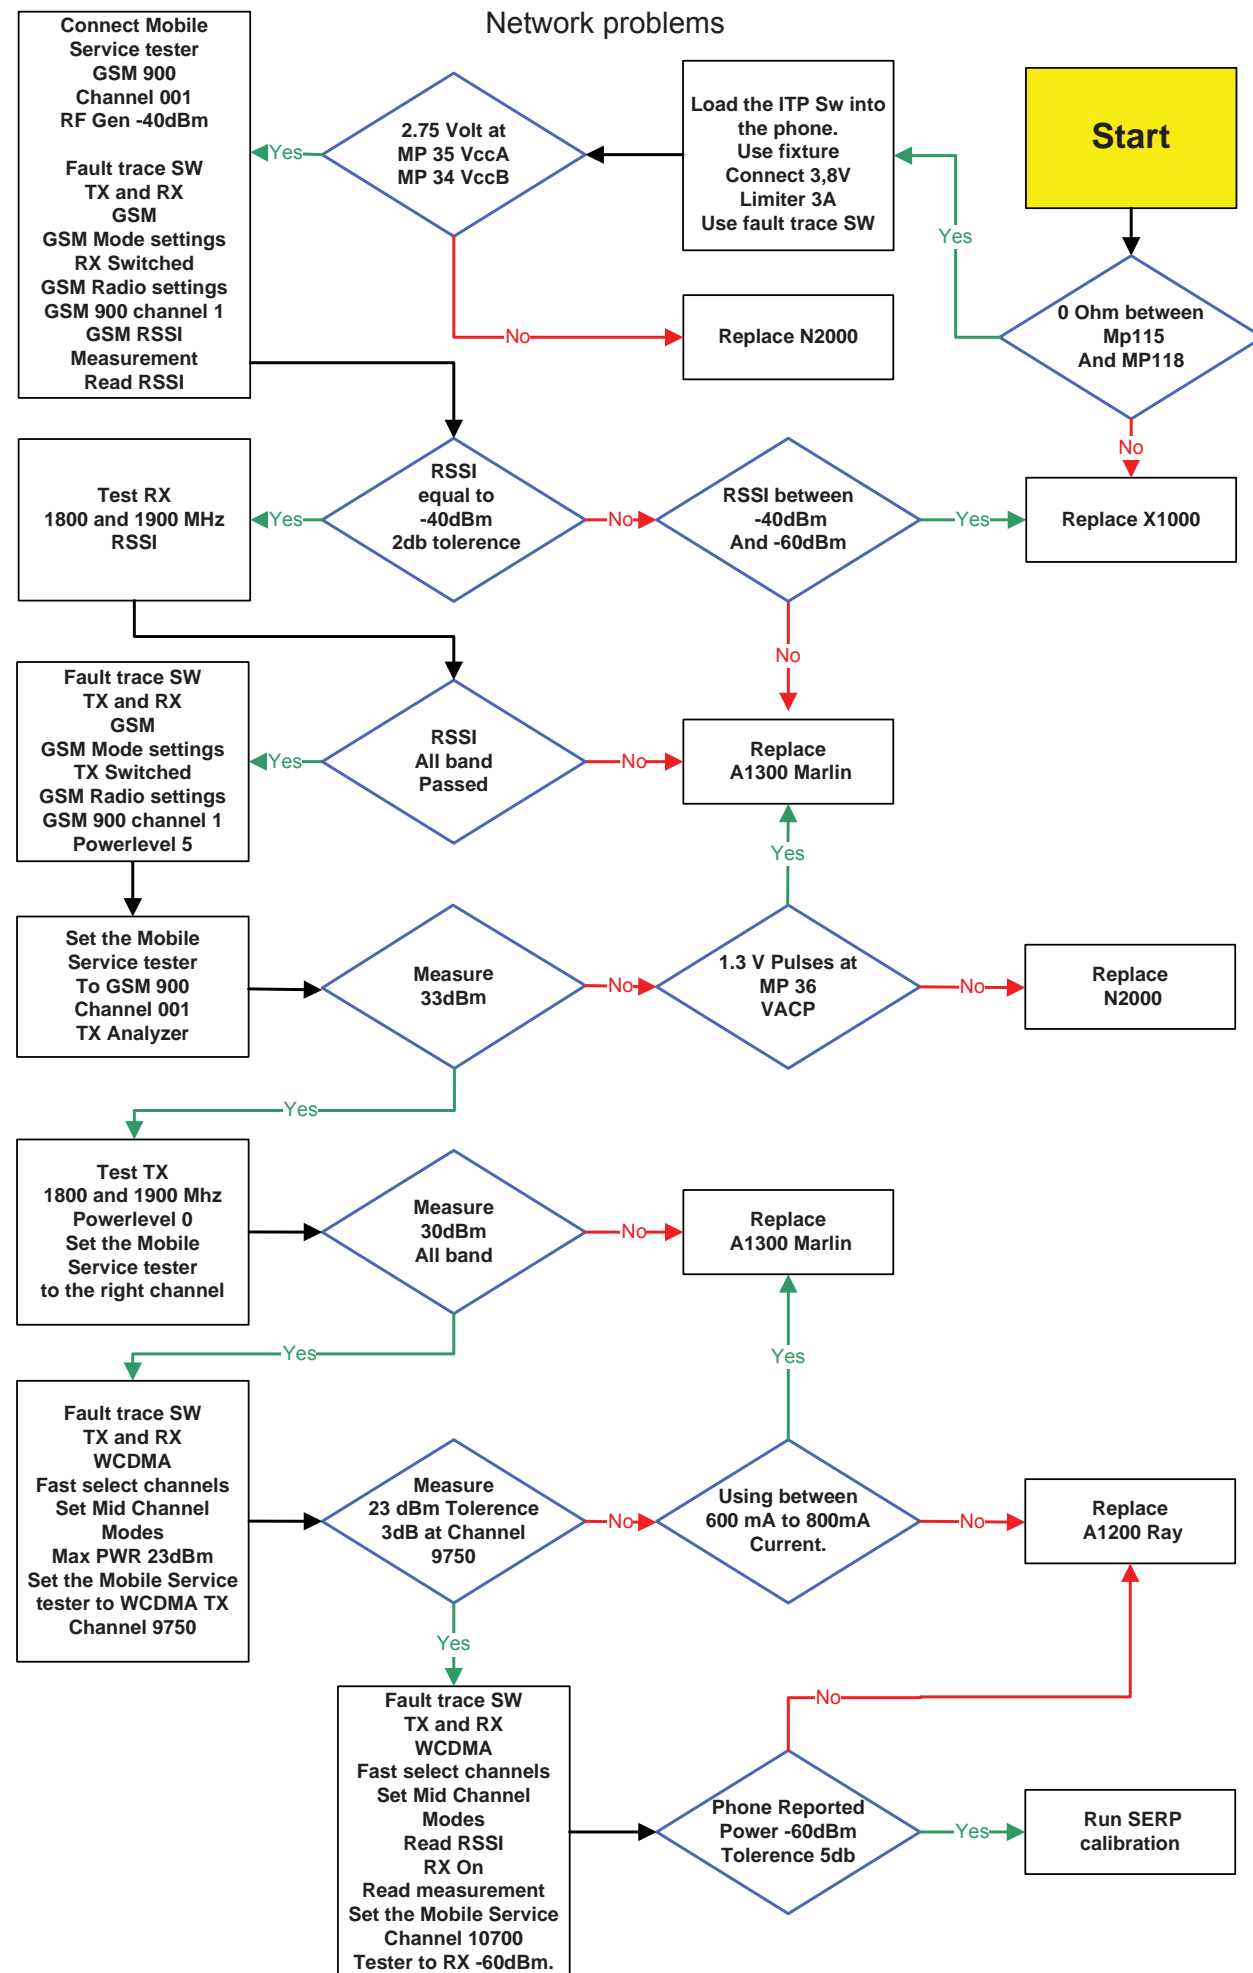 Network problems
Start
0 Ohm between
Mp115
And MP118
Yes
No
Load the ITP Sw into
the phone.
Use fixture
Connect 3,8V
Limiter 3A
Use fault trace SW
2.75 Volt at
MP 35 VccA
MP 34 VccB
Yes
No
Replace N2000
Connect Mobile
Service tester
GSM 900
Channel 001
RF Gen -40dBm
Fault trace SW
TX and RX
GSM
GSM Mode settings
RX Switched
GSM Radio settings
GSM 900 channel 1
GSM RSSI
Measurement
Read RSSI
RSSI
equal to
-40dBm
2db tolerence
Yes
No
RSSI between
-40dBm
And -60dBm
Yes
No
Replace X1000
Test RX
1800 and 1900 MHz
RSSI
RSSI
All band
Passed
Yes
No
Replace
A1300 Marlin
Fault trace SW
TX and RX
GSM
GSM Mode settings
TX Switched
GSM Radio settings
GSM 900 channel 1
Powerlevel 5
Set the Mobile
Service tester
To GSM 900
Channel 001
TX Analyzer
Measure
33dBm
No
Yes
1.3 V Pulses at
MP 36
VACP
Yes
No
Replace
N2000
Test TX
1800 and 1900 Mhz
Powerlevel 0
Set the Mobile
Service tester
to the right channel
Measure
30dBm
All band
No
Yes
Replace
A1300 Marlin
Fault trace SW
TX and RX
WCDMA
Fast select channels
Set Mid Channel
Modes
Max PWR 23dBm
Set the Mobile Service
tester to WCDMA TX
Channel 9750
Measure
23 dBm Tolerence
3dB at Channel
9750
No
Yes
Using between
600 mA to 800mA
Current.
Yes
No
Replace
A1200 Ray
Fault trace SW
TX and RX
WCDMA
Fast select channels
Set Mid Channel
Modes
Read RSSI
RX On
Read measurement
Set the Mobile Service
Channel 10700
Tester to RX -60dBm.
Phone Reported
Power -60dBm
Tolerence 5db
No
Yes
Run SERP
calibration